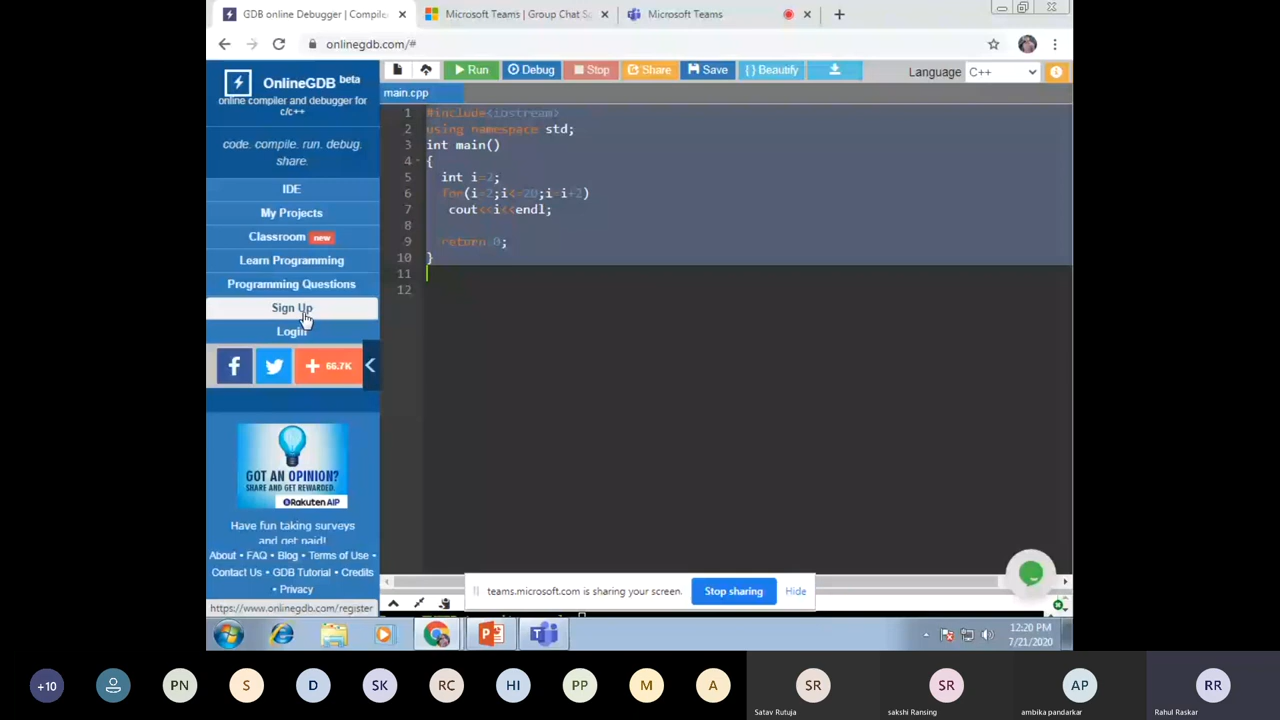 GDB online Debugger | Compile
Microsoft Teams | Group Chat So
Microsoft Teams
onlinegdb.com/#
OnlineGDB beta
online compiler and debugger for
c/c++
code. compile. run. debug.
share.
IDE
My Projects
Classroom new
Learn Programming
Programming Questions
Sign Up
Login
66.7K
GOT AN OPINION?
SHARE AND GET REWARDED.
Rakuten AIP
Have fun taking surveys
and get paid!
About • FAQ • Blog • Terms of Use •
Contact Us • GDB Tutorial • Credits
• Privacy
https://www.onlinegdb.com/register
Run
Debug
Stop
Share
Save
{ } Beautify
Language C++
main.cpp
1 #include<iostream>
2 using namespace std;
3 int main()
4 {
5 int i=2;
6 for(i=2;i<=20;i=i+2)
7 cout<<i<<endl;
8
9 return 0;
10 }
11
12
teams.microsoft.com is sharing your screen.
Stop sharing
Hide
12:20 PM
7/21/2020
+10
PN
S
D
SK
RC
HI
PP
M
A
SR
Satav Rutuja
SR
sakshi Ransing
AP
ambika pandarkar
RR
Rahul Raskar